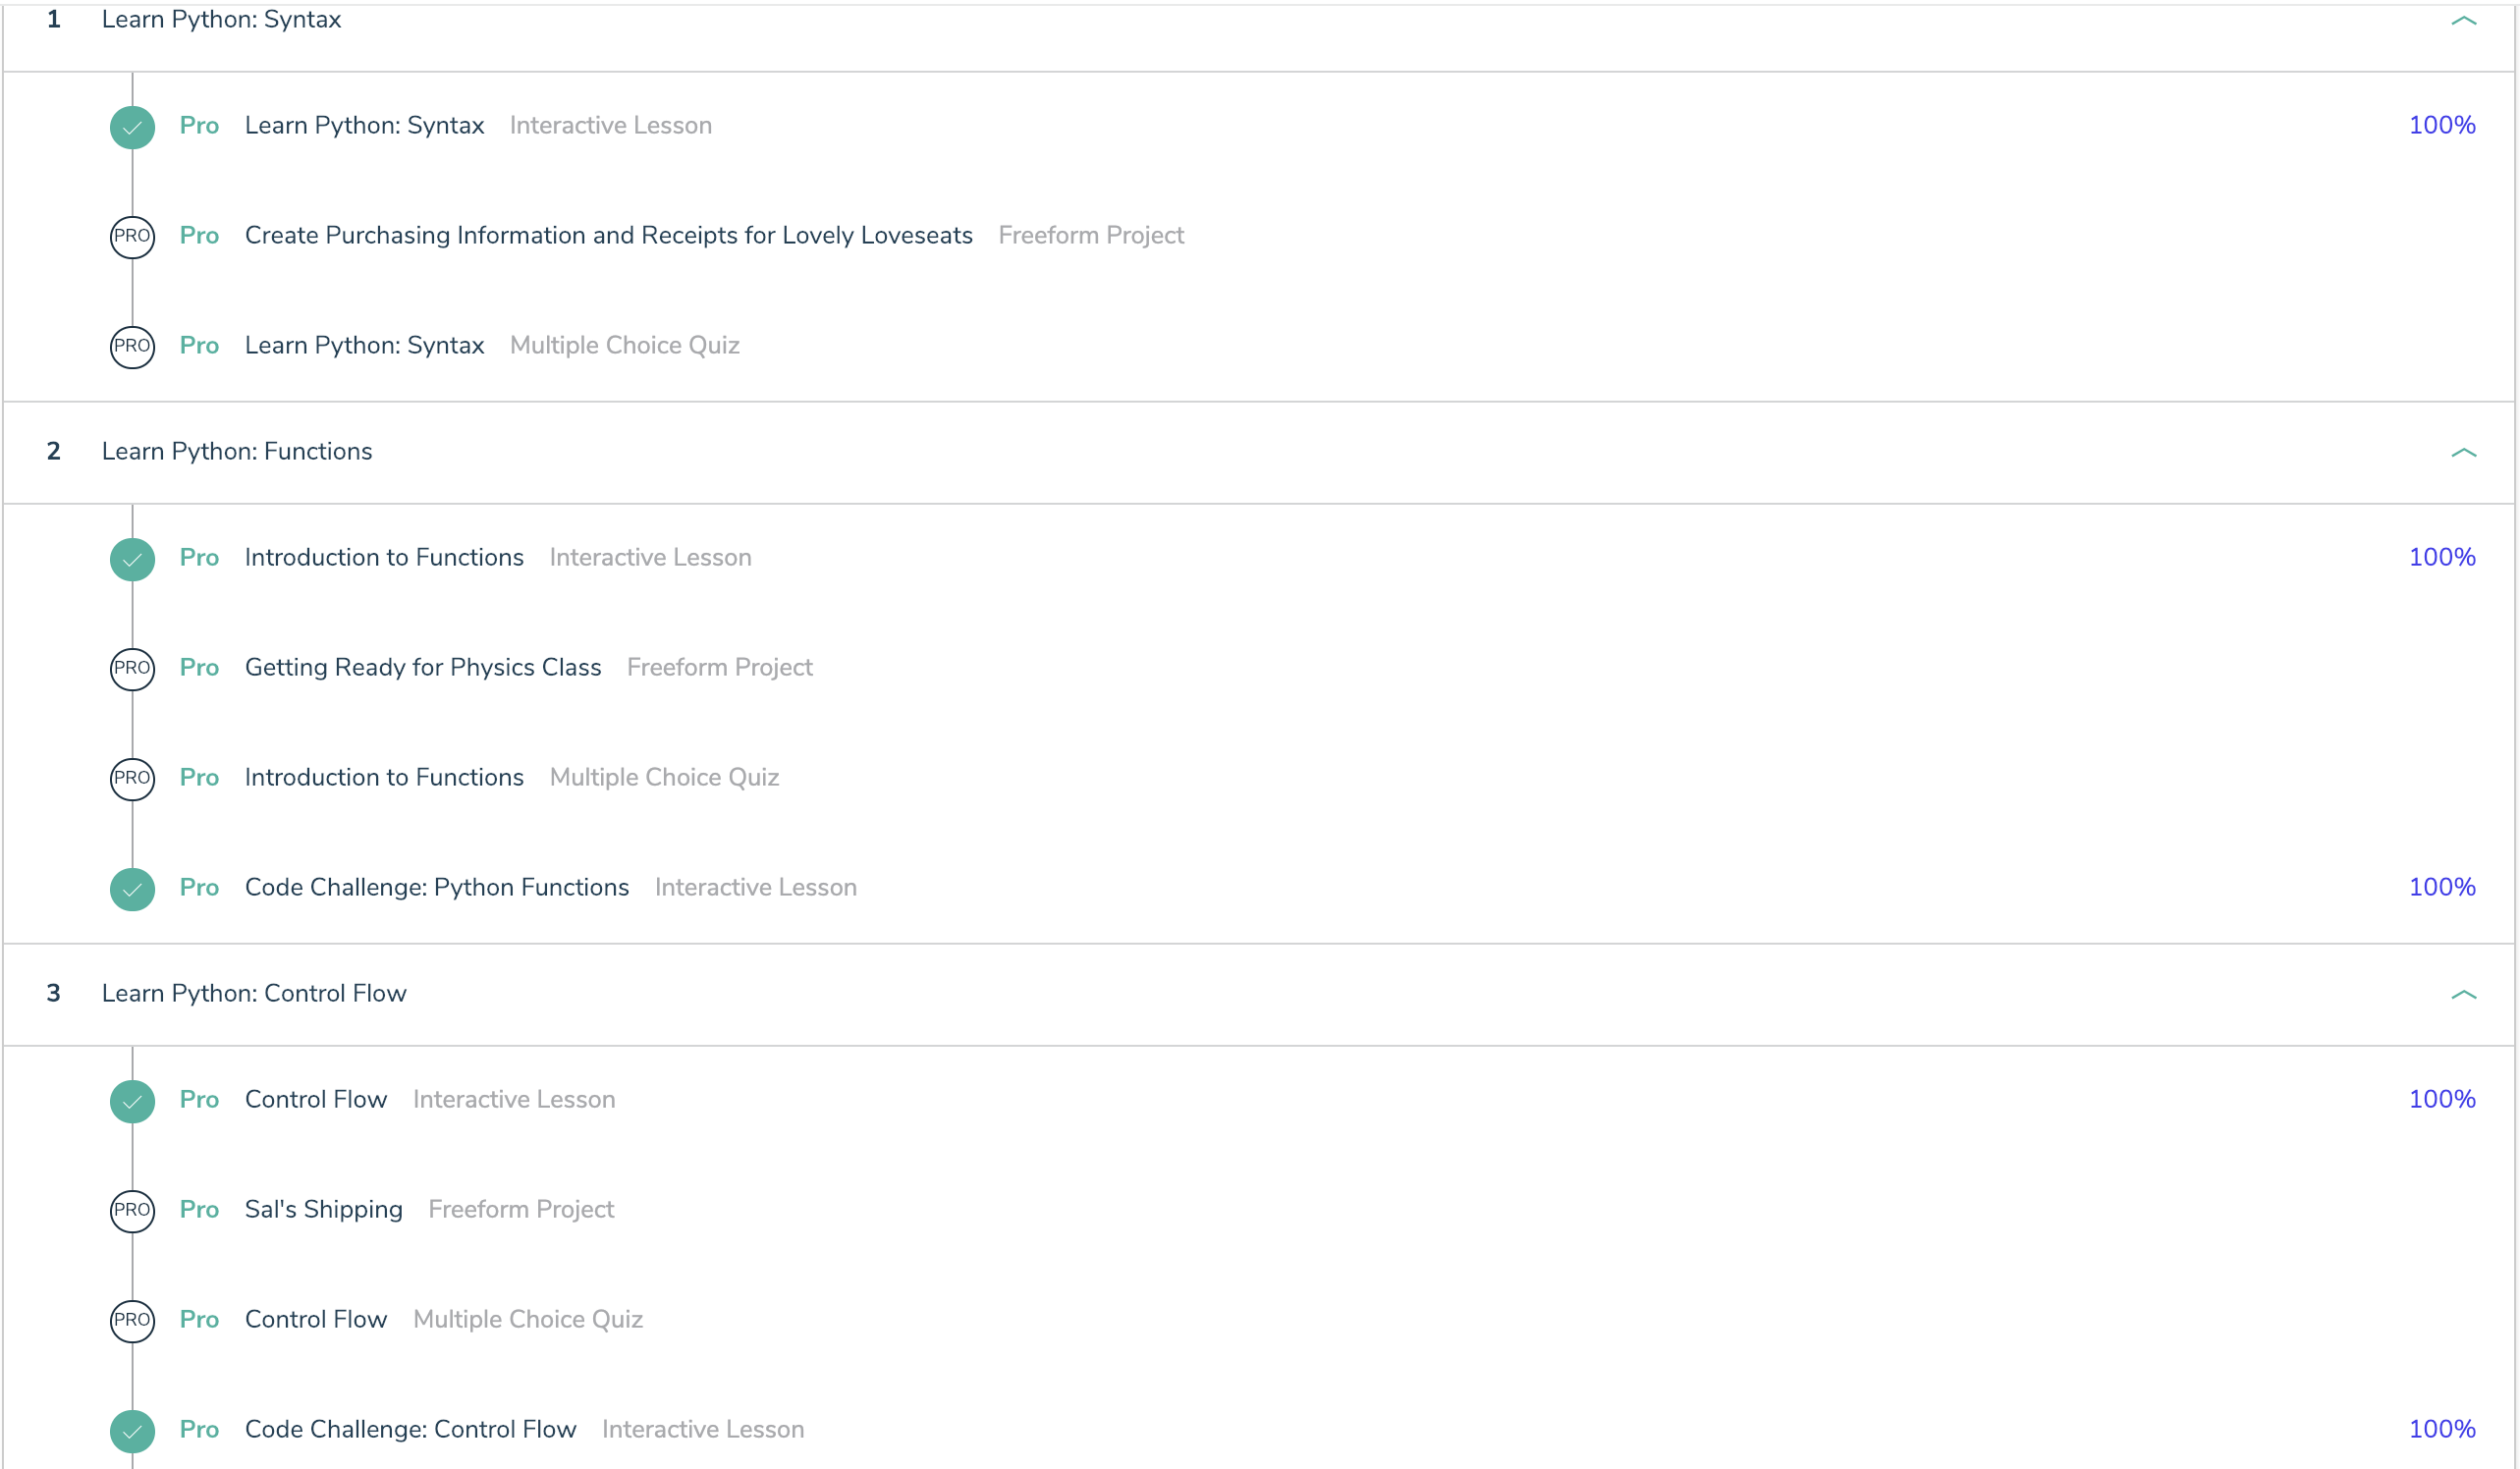 1 Learn Python: Syntax
Pro Learn Python: Syntax Interactive Lesson 100%
PRO Pro Create Purchasing Information and Receipts for Lovely Loveseats Freeform Project
PRO Pro Learn Python: Syntax Multiple Choice Quiz
2 Learn Python: Functions
Pro Introduction to Functions Interactive Lesson 100%
PRO Pro Getting Ready for Physics Class Freeform Project
PRO Pro Introduction to Functions Multiple Choice Quiz
Pro Code Challenge: Python Functions Interactive Lesson 100%
3 Learn Python: Control Flow
Pro Control Flow Interactive Lesson 100%
PRO Pro Sal's Shipping Freeform Project
PRO Pro Control Flow Multiple Choice Quiz
Pro Code Challenge: Control Flow Interactive Lesson 100%